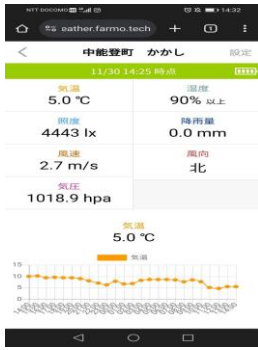 NTT DOCOMO 14:32
eather.farmo.tech + 1
中能登町 かかし 設定
11/30 14:25 時点
気温 湿度
5.0 ℃ 90% 以上
照度 降雨量
4443 lx 0.0 mm
風速 風向
2.7 m/s 北
気圧
1018.9 hpa
気温
5.0 ℃
気温
15
10
5
0